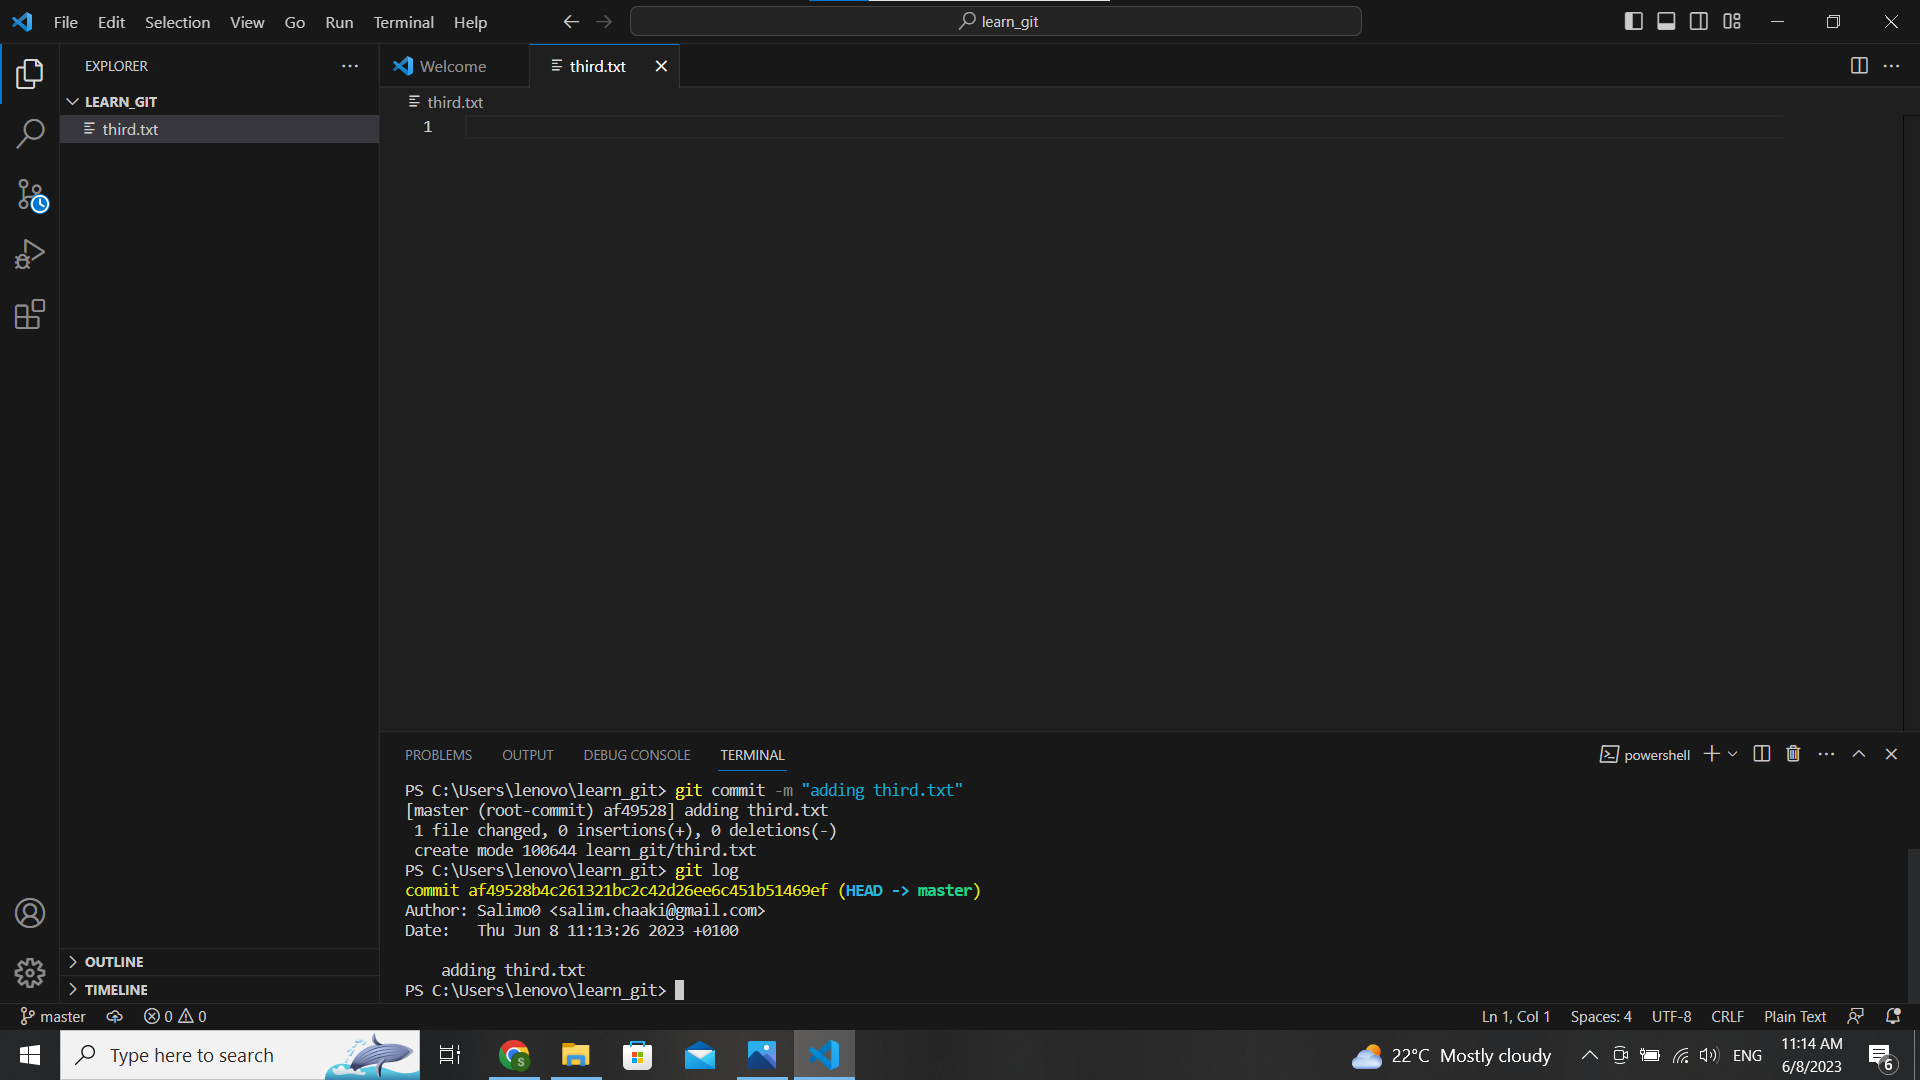 File Edit Selection View Go Run Terminal Help
learn_git
EXPLORER
LEARN_GIT
third.txt
OUTLINE
TIMELINE
Welcome
third.txt
third.txt
1
PROBLEMS OUTPUT DEBUG CONSOLE TERMINAL
powershell
PS C:\Users\lenovo\learn_git> git commit -m "adding third.txt"
[master (root-commit) af49528] adding third.txt
 1 file changed, 0 insertions(+), 0 deletions(-)
 create mode 100644 learn_git/third.txt
PS C:\Users\lenovo\learn_git> git log
commit af49528b4c261321bc2c42d26ee6c451b51469ef (HEAD -> master)
Author: Salimo0 <salim.chaaki@gmail.com>
Date:   Thu Jun 8 11:13:26 2023 +0100
    adding third.txt
PS C:\Users\lenovo\learn_git>
master 0 0 Ln 1, Col 1 Spaces: 4 UTF-8 CRLF Plain Text
Type here to search
S
22°C Mostly cloudy
ENG
11:14 AM
6/8/2023
6